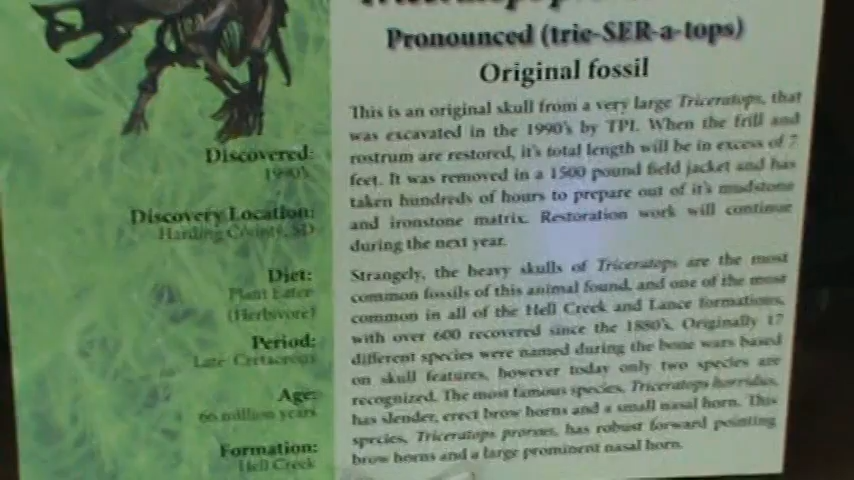 Triceratops
Pronounced (trie-SER-a-tops)
Original fossil
This is an original skull from a very large Triceratops, that
was excavated in the 1990's by TPI. When the frill and
rostrum are restored, it's total length will be in excess of 7
feet. It was removed in a 1500 pound field jacket and has
taken hundreds of hours to prepare out of it's mudstone
and ironstone matrix. Restoration work will continue
during the next year.
Strangely, the heavy skulls of Triceratops are the most
common fossils of this animal found, and one of the most
common in all of the Hell Creek and Lance formations,
with over 600 recovered since the 1880's. Originally 17
different species were named during the bone wars based
on skull features, however today only two species are
recognized. The most famous species, Triceratops horridus,
has slender, erect brow horns and a small nasal horn. This
species, Triceratops prorsus, has robust forward pointing
brow horns and a large prominent nasal horn.
Discovered:
1990's
Discovery Location:
Harding County, SD
Diet:
Plant Eater
(Herbivore)
Period:
Late Cretaceous
Age:
66 million years
Formation:
Hell Creek